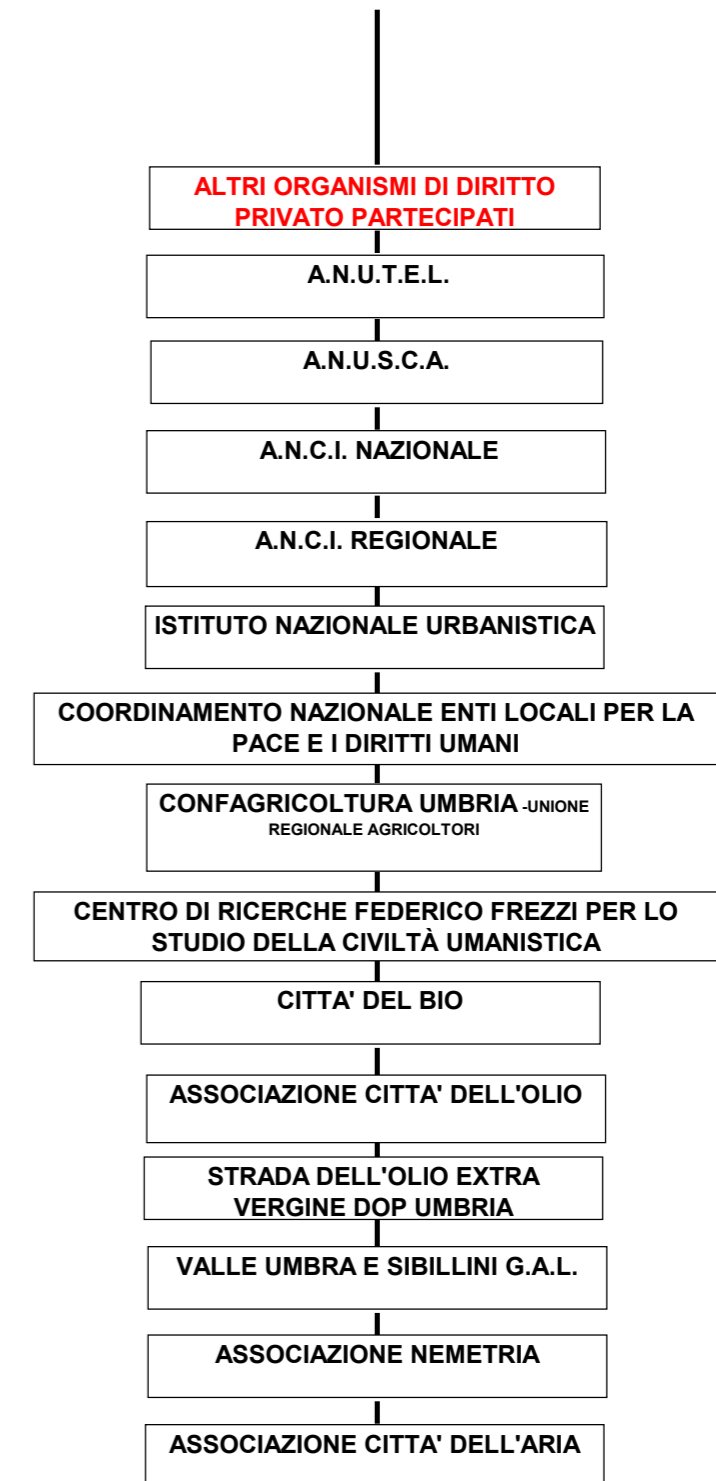 ALTRI ORGANISMI DI DIRITTO
PRIVATO PARTECIPATI
A.N.U.T.E.L.
A.N.U.S.C.A.
A.N.C.I. NAZIONALE
A.N.C.I. REGIONALE
ISTITUTO NAZIONALE URBANISTICA
COORDINAMENTO NAZIONALE ENTI LOCALI PER LA
PACE E I DIRITTI UMANI
CONFAGRICOLTURA UMBRIA -UNIONE
REGIONALE AGRICOLTORI
CENTRO DI RICERCHE FEDERICO FREZZI PER LO
STUDIO DELLA CIVILTÀ UMANISTICA
CITTA' DEL BIO
ASSOCIAZIONE CITTA' DELL'OLIO
STRADA DELL'OLIO EXTRA
VERGINE DOP UMBRIA
VALLE UMBRA E SIBILLINI G.A.L.
ASSOCIAZIONE NEMETRIA
ASSOCIAZIONE CITTA' DELL'ARIA